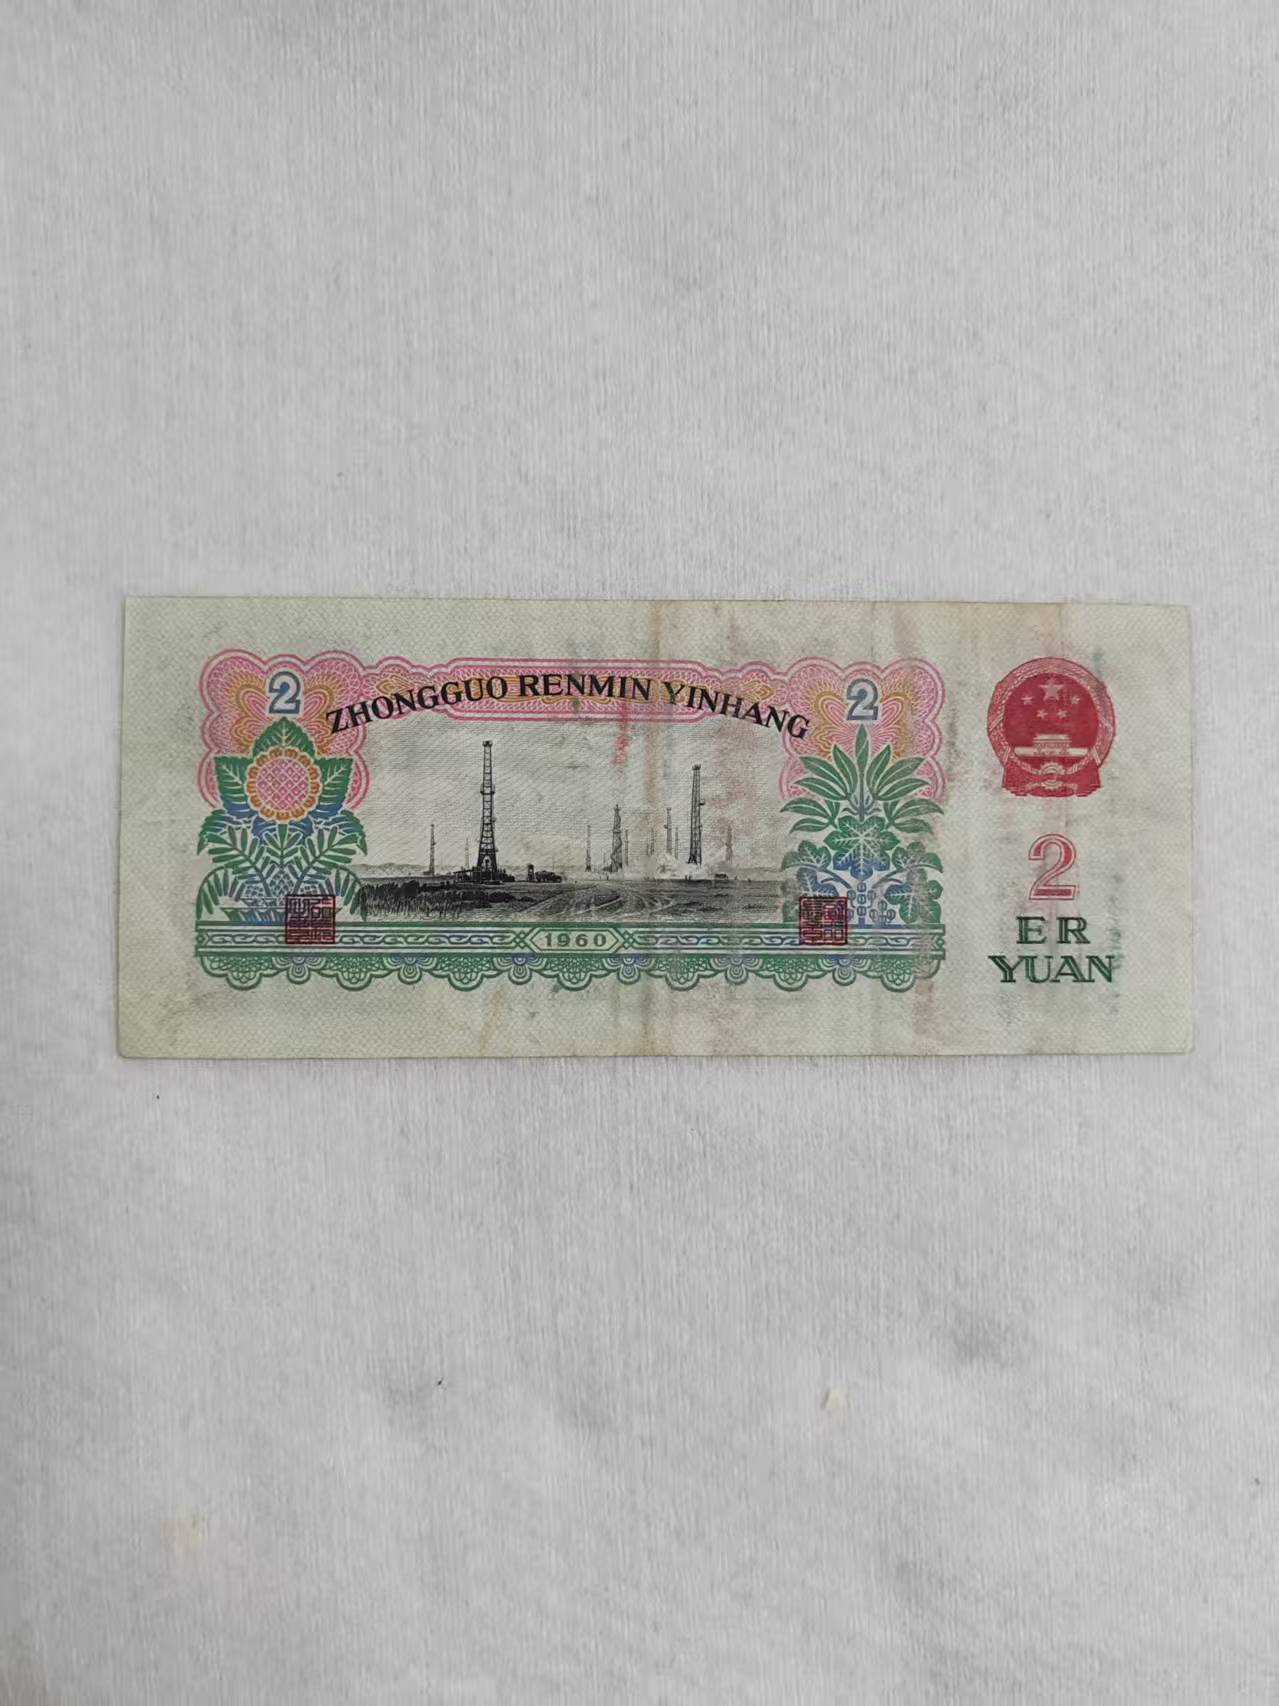 2
ZHONGGUO RENMIN YINHANG
2
1960
2
ER
YUAN